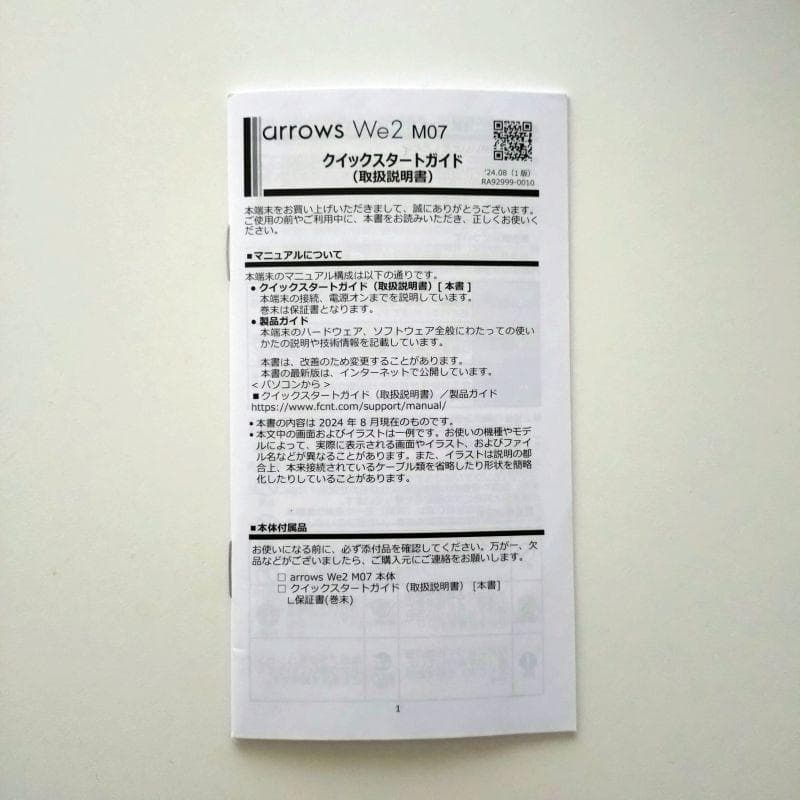 arrows We2 M07
クイックスタートガイド
（取扱説明書）
'24.08（1版）
RA92999-0010
本端末をお買い上げいただきまして、誠にありがとうございます。
ご使用の前やご利用中に、本書をお読みいただき、正しくお使いく
ださい。
■マニュアルについて
本端末のマニュアル構成は以下の通りです。
● クイックスタートガイド（取扱説明書）[ 本書 ]
本端末の接続、電源オンまでを説明しています。
巻末は保証書となります。
● 製品ガイド
本端末のハードウェア、ソフトウェア全般にわたっての使い
かたの説明や技術情報を記載しています。
本書は、改善のため変更することがあります。
本書の最新版は、インターネットで公開しています。
< パソコンから >
■ クイックスタートガイド（取扱説明書）／製品ガイド
https://www.fcnt.com/support/manual/
• 本書の内容は 2024 年 8 月現在のものです。
• 本文中の画面およびイラストは一例です。お使いの機種やモデ
ルによって、実際に表示される画面やイラスト、およびファイ
ル名などが異なることがあります。また、イラストは説明の都
合上、本来接続されているケーブル類を省略したり形状を簡略
化したりしていることがあります。
■本体付属品
お使いになる前に、必ず添付品を確認してください。万が一、欠
品などがございましたら、ご購入元にご連絡をお願いします。
□ arrows We2 M07 本体
□ クイックスタートガイド（取扱説明書） [本書]
∟保証書(巻末)
1